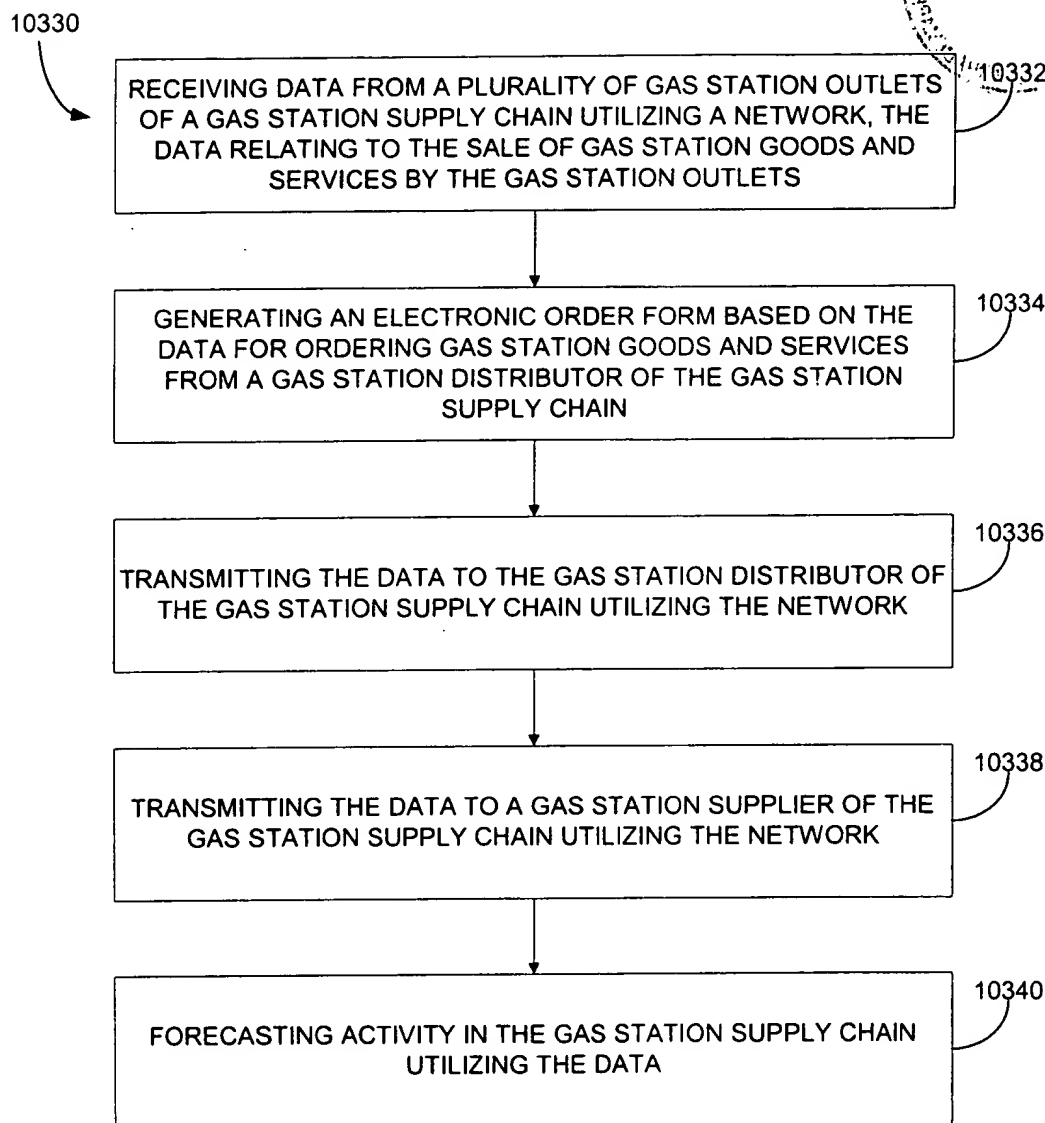 10330
10332
RECEIVING DATA FROM A PLURALITY OF GAS STATION OUTLETS
OF A GAS STATION SUPPLY CHAIN UTILIZING A NETWORK, THE
DATA RELATING TO THE SALE OF GAS STATION GOODS AND
SERVICES BY THE GAS STATION OUTLETS
10334
GENERATING AN ELECTRONIC ORDER FORM BASED ON THE
DATA FOR ORDERING GAS STATION GOODS AND SERVICES
FROM A GAS STATION DISTRIBUTOR OF THE GAS STATION
SUPPLY CHAIN
10336
TRANSMITTING THE DATA TO THE GAS STATION DISTRIBUTOR OF
THE GAS STATION SUPPLY CHAIN UTILIZING THE NETWORK
10338
TRANSMITTING THE DATA TO A GAS STATION SUPPLIER OF THE
GAS STATION SUPPLY CHAIN UTILIZING THE NETWORK
10340
FORECASTING ACTIVITY IN THE GAS STATION SUPPLY CHAIN
UTILIZING THE DATA